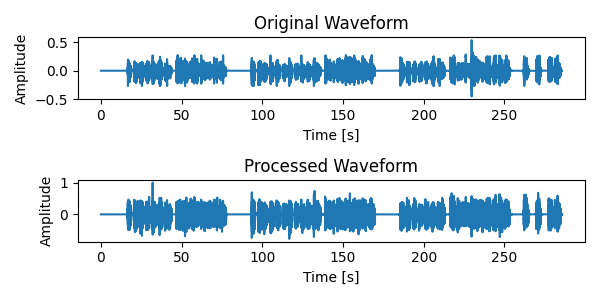 Original Waveform
0.5
0.0
−0.5
Amplitude
0 50 100 150 200 250
Time [s]
Processed Waveform
1
0
Amplitude
0 50 100 150 200 250
Time [s]